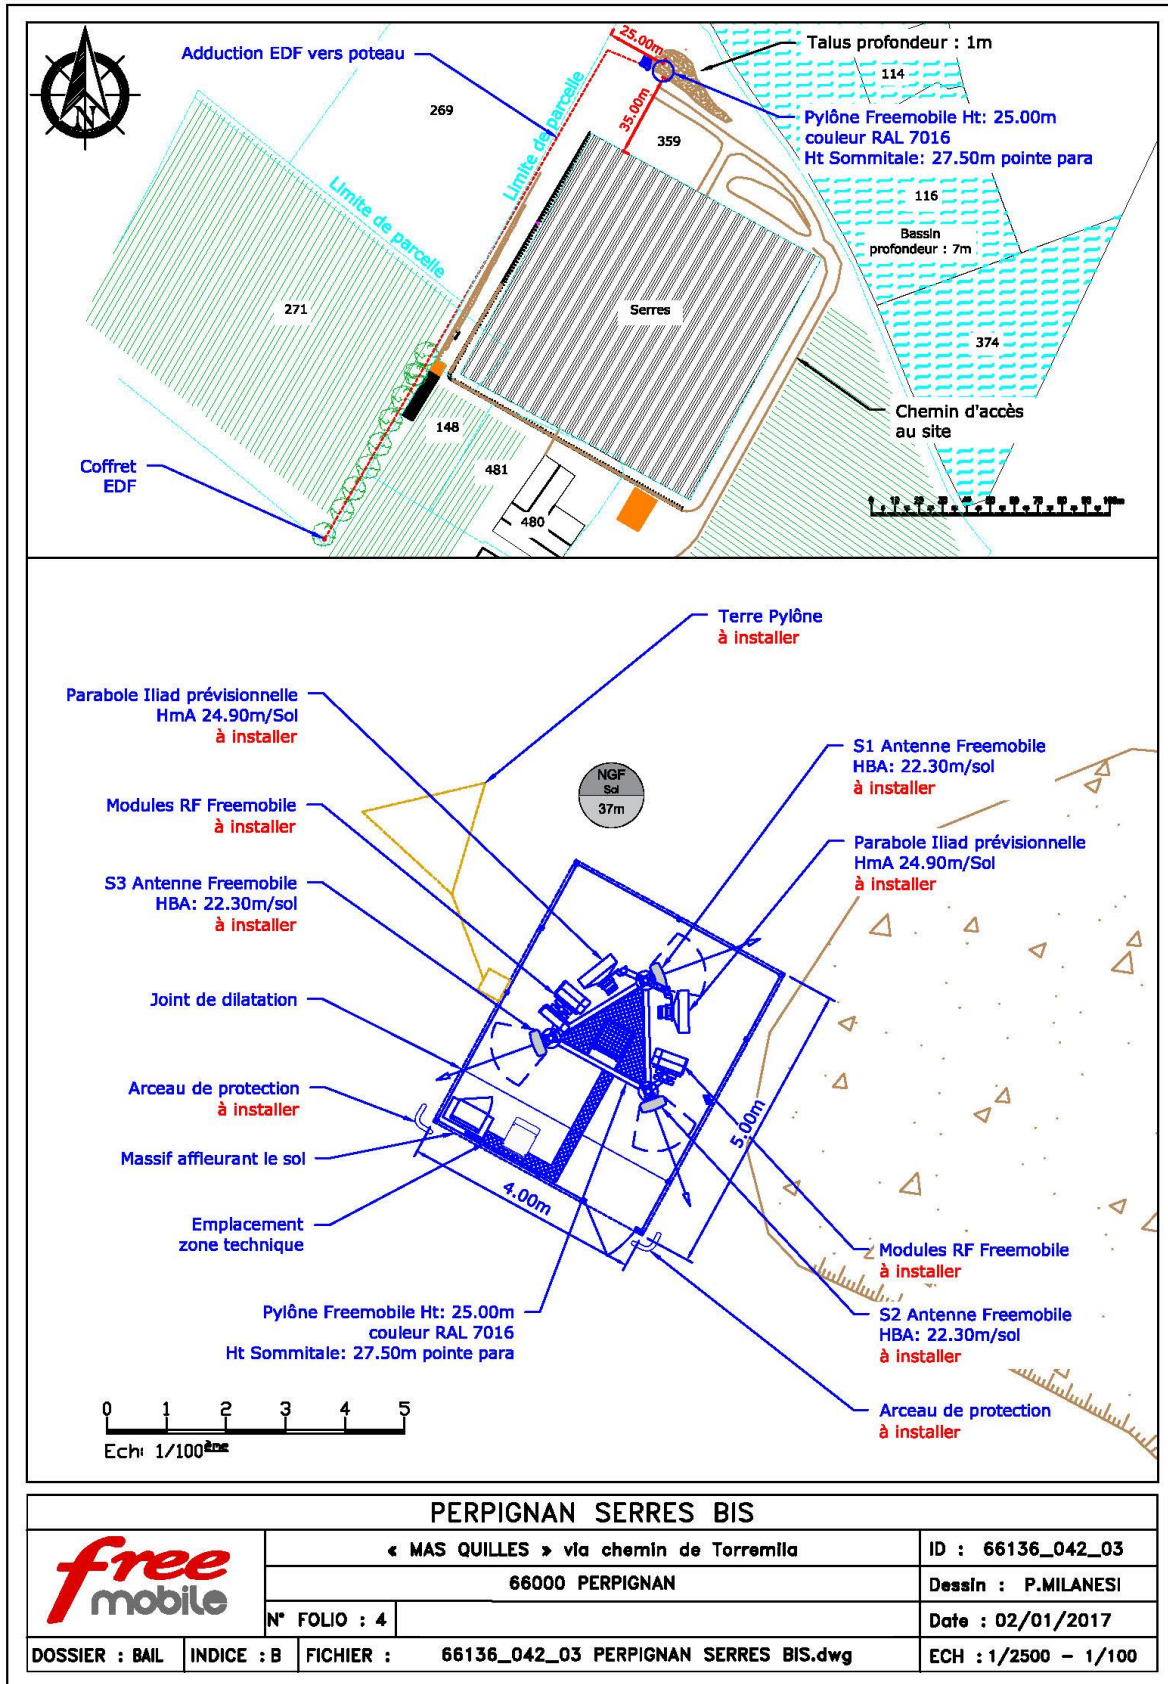 Adduction EDF vers poteau
25.00m
Talus profondeur : 1m
114
269
Pylône Freemobile Ht: 25.00m
couleur RAL 7016
Ht Sommitale: 27.50m pointe para
35.00m
359
Limite de parcelle
Limite de parcelle
116
Bassin
profondeur : 7m
N
271
Serres
374
Chemin d'accès
au site
148
481
480
Coffret
EDF
Terre Pylône
à installer
Parabole Iliad prévisionnelle
HmA 24.90m/Sol
à installer
S1 Antenne Freemobile
HBA: 22.30m/sol
à installer
NGF
Sol
37m
Modules RF Freemobile
à installer
Parabole Iliad prévisionnelle
HmA 24.90m/Sol
à installer
S3 Antenne Freemobile
HBA: 22.30m/sol
à installer
Joint de dilatation
Arceau de protection
à installer
5.00m
Massif affleurant le sol
4.00m
Emplacement
zone technique
Modules RF Freemobile
à installer
Pylône Freemobile Ht: 25.00m
couleur RAL 7016
Ht Sommitale: 27.50m pointe para
S2 Antenne Freemobile
HBA: 22.30m/sol
à installer
Arceau de protection
à installer
0 1 2 3 4 5
Ech: 1/100ème
PERPIGNAN SERRES BIS
free
mobile
« MAS QUILLES » via chemin de Torremila
ID : 66136_042_03
66000 PERPIGNAN
Dessin : P.MILANESI
N° FOLIO : 4
Date : 02/01/2017
DOSSIER : BAIL
INDICE : B
FICHIER : 66136_042_03 PERPIGNAN SERRES BIS.dwg
ECH : 1/2500 - 1/100